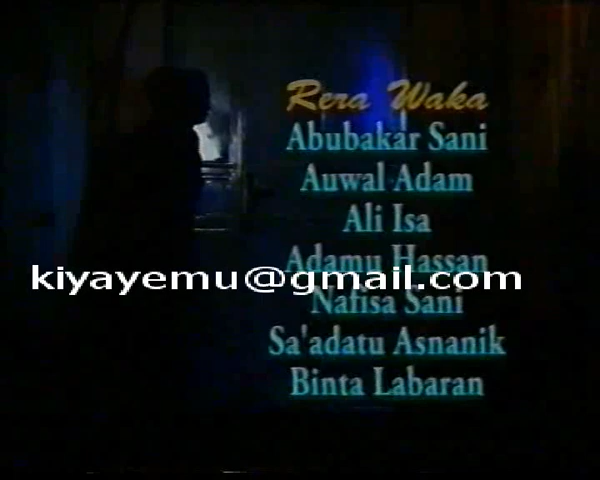 Rera Waka
Abubakar Sani
Auwal Adam
Ali Isa
Adamu Hassan
kiyayemu@gmail.com
Nafisa Sani
Sa'adatu Asnanik
Binta Labaran